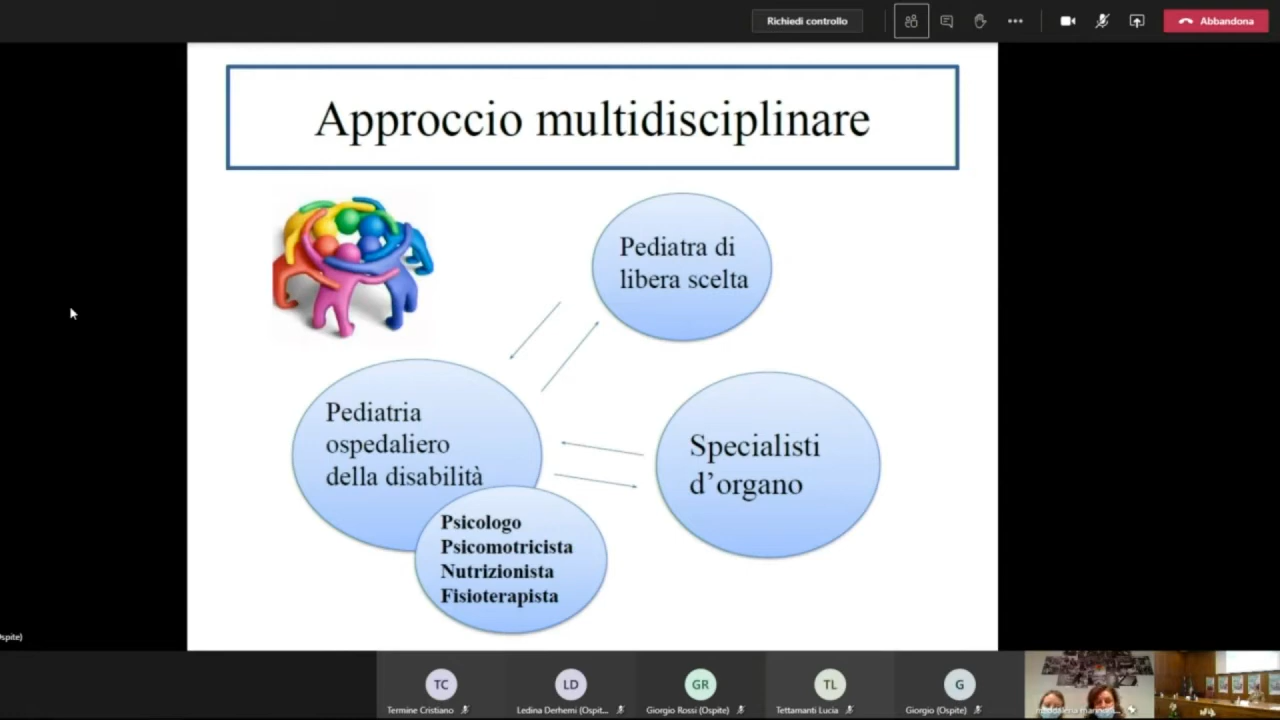 Richiedi controllo
Abbandona
Approccio multidisciplinare
Pediatra di
libera scelta
Pediatria
ospedaliero
della disabilità
Specialisti
d'organo
Psicologo
Psicomotricista
Nutrizionista
Fisioterapista
spite)
TC
LD
GR
TL
G
Termine Cristiano
Ledina Derhemi (Ospit...
Giorgio Rossi (Ospite)
Tettamanti Lucia
Giorgio (Ospite)